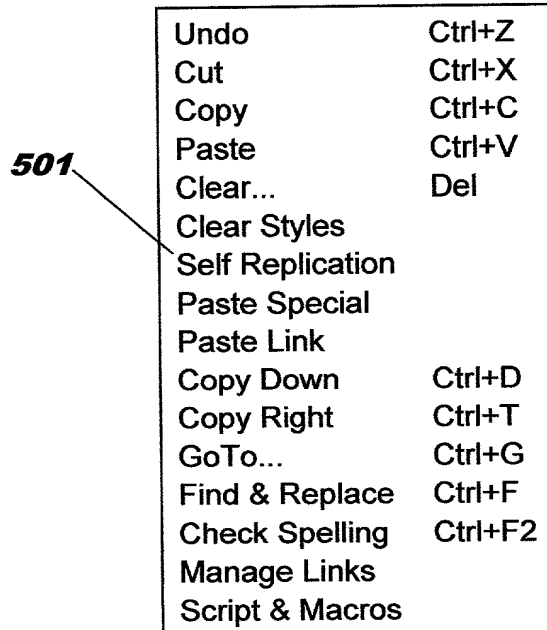 Undo Ctrl+Z
Cut Ctrl+X
Copy Ctrl+C
Paste Ctrl+V
501
Clear... Del
Clear Styles
Self Replication
Paste Special
Paste Link
Copy Down Ctrl+D
Copy Right Ctrl+T
GoTo... Ctrl+G
Find & Replace Ctrl+F
Check Spelling Ctrl+F2
Manage Links
Script & Macros